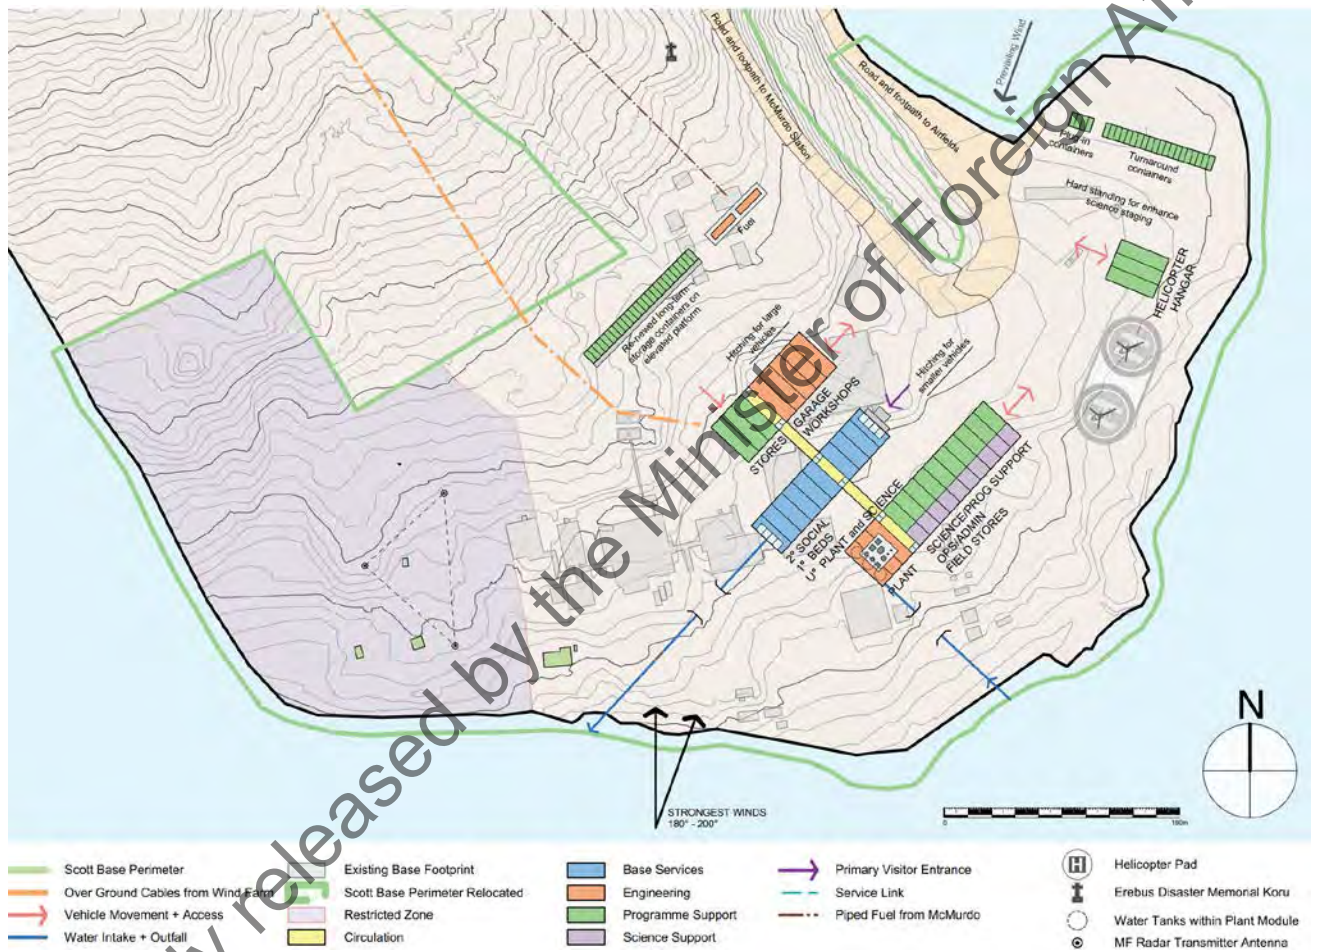 Prevailing Wind
Road and footpath to McMurdo Station
Road and footpath to Airfields
Plug-in
containers
Turnaround
containers
Hard standing for enhance
science staging
HELICOPTER
HANGAR
Fuel
Re-newed long-term
storage containers on
elevated platform
Hitching for large
vehicles
Hitching for
smaller vehicles
STORES
GARAGE
WORKSHOPS
2° SOCIAL
1° BEDS
U° PLANT and SCIENCE
SCIENCE/PROG SUPPORT
OPS/ADMIN
FIELD STORES
PLANT
STRONGEST WINDS
180° - 200°
N
0
Scott Base Perimeter
Over Ground Cables from Wind Farm
Vehicle Movement + Access
Water Intake + Outfall
Existing Base Footprint
Scott Base Perimeter Relocated
Restricted Zone
Circulation
Base Services
Engineering
Programme Support
Science Support
Primary Visitor Entrance
Service Link
Piped Fuel from McMurdo
H
Helicopter Pad
Erebus Disaster Memorial Koru
Water Tanks within Plant Module
MF Radar Transmitter Antenna
ly released by the Minister of Foreign Af